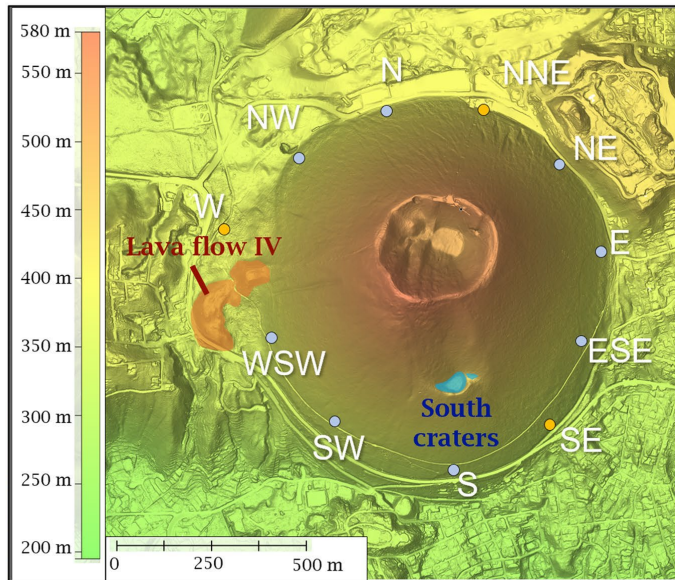 580 m
550 m
500 m
450 m
400 m
350 m
300 m
250 m
200 m
N
NNE
NW
NE
W
Lava flow IV
E
WSW
ESE
South
craters
SW
SE
S
0 250 500 m